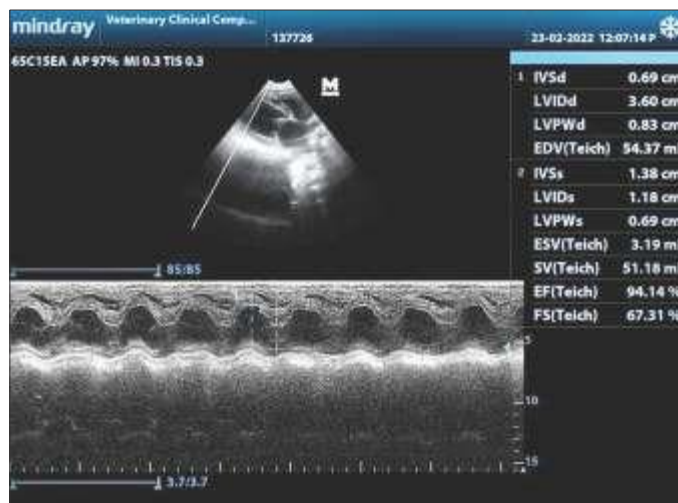 mindray Veterinary Clinical Comp...
137726 23-02-2022 12:07:14 P
65C15EA AP 97% MI 0.3 TIS 0.3
M
1 IVSd 0.69 cm
LVIDd 3.60 cm
LVPWd 0.83 cm
EDV(Teich) 54.37 m
2 IVSs 1.38 cm
LVIDs 1.18 cm
LVPWs 0.69 cm
ESV(Teich) 3.19 m
SV(Teich) 51.18 m
EF(Teich) 94.14 %
FS(Teich) 67.31 %
85:85
5
10
15
3.7/3.7